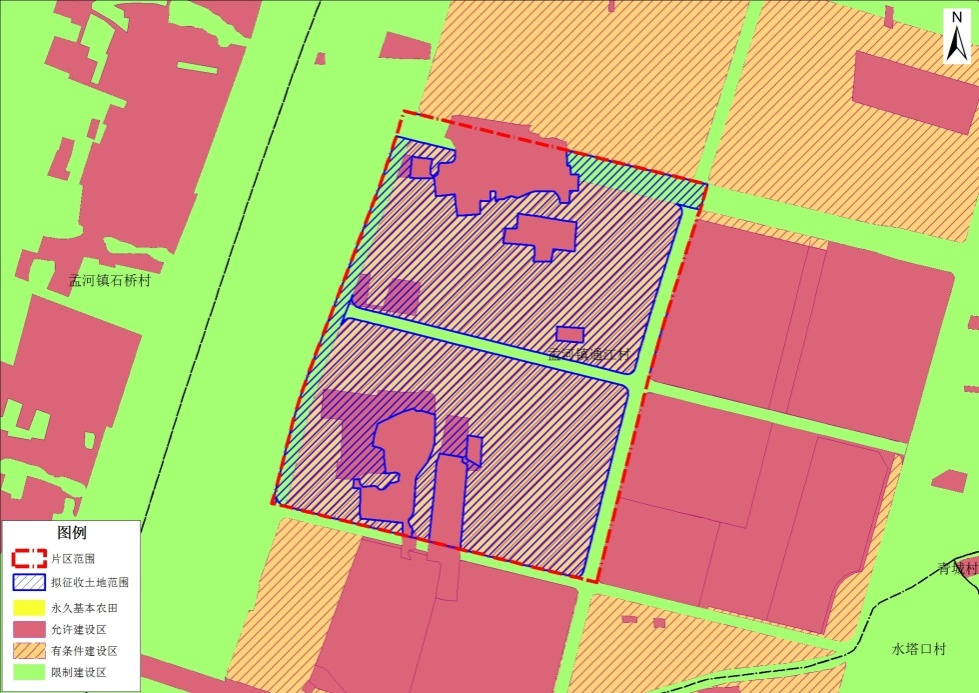 N
孟河镇石桥村
孟河镇通江村
青城村
水塔口村
图例
片区范围
拟征收土地范围
永久基本农田
允许建设区
有条件建设区
限制建设区